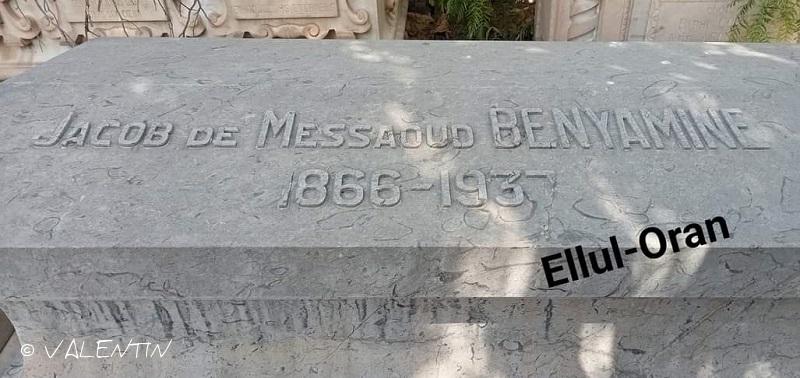 JACOB DE MESSAOUD BENYAMINE
1866-1937
Ellul-Oran
© VALENTIN